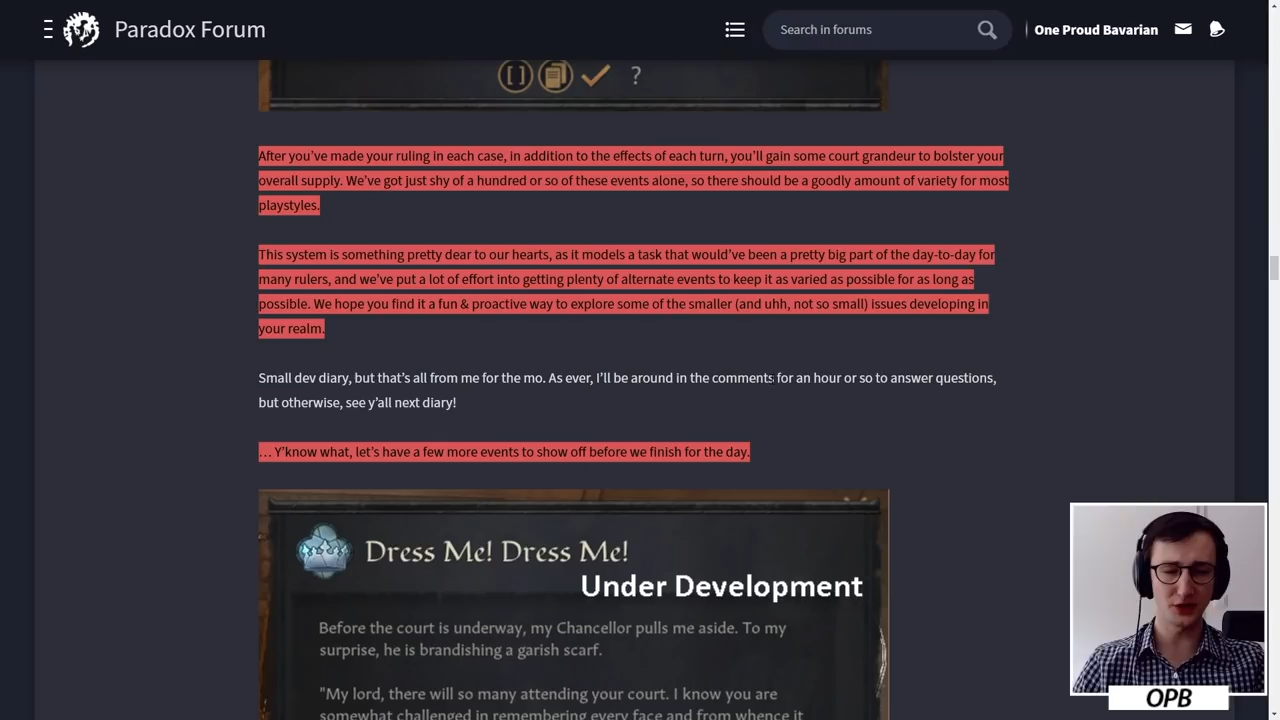 Paradox Forum
Search in forums
One Proud Bavarian
?
After you've made your ruling in each case, in addition to the effects of each turn, you'll gain some court grandeur to bolster your
overall supply. We've got just shy of a hundred or so of these events alone, so there should be a goodly amount of variety for most
playstyles.
This system is something pretty dear to our hearts, as it models a task that would've been a pretty big part of the day-to-day for
many rulers, and we've put a lot of effort into getting plenty of alternate events to keep it as varied as possible for as long as
possible. We hope you find it a fun & proactive way to explore some of the smaller (and uhh, not so small) issues developing in
your realm.
Small dev diary, but that's all from me for the mo. As ever, I'll be around in the comments for an hour or so to answer questions,
but otherwise, see y'all next diary!
… Y'know what, let's have a few more events to show off before we finish for the day.
Dress Me! Dress Me!
Under Development
Before the court is underway, my Chancellor pulls me aside. To my
surprise, he is brandishing a garish scarf.
"My lord, there will so many attending your court. I know you are
somewhat challenged in remembering every face and from whence it
OPB